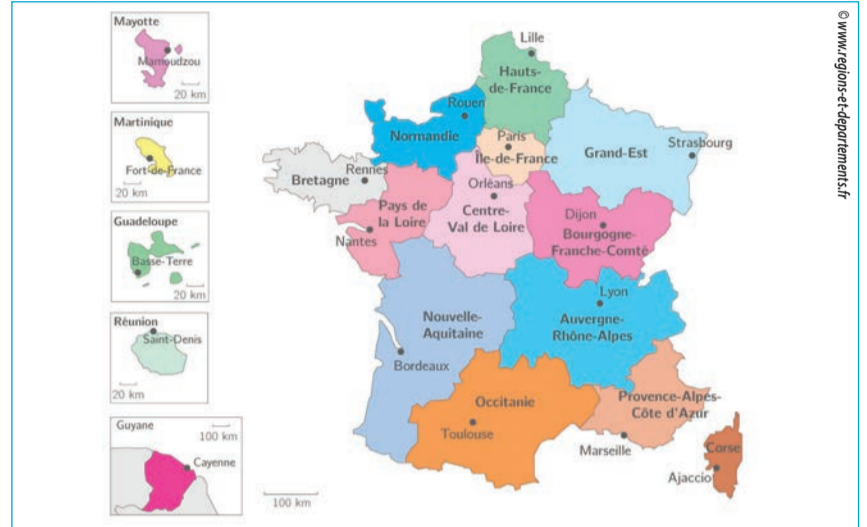 Mayotte
Mamoudzou
20 km
Martinique
Fort-de-France
20 km
Guadeloupe
Basse-Terre
20 km
Réunion
Saint-Denis
20 km
Guyane
100 km
Cayenne
100 km
Lille
Hauts-
de-France
Rouen
Normandie
Paris
Île-de-France
Grand-Est
Strasbourg
Rennes
Bretagne
Pays de
la Loire
Nantes
Orléans
Centre-
Val de Loire
Dijon
Bourgogne-
Franche-Comté
Nouvelle-
Aquitaine
Bordeaux
Lyon
Auvergne-
Rhône-Alpes
Occitanie
Toulouse
Provence-Alpes-
Côte d'Azur
Marseille
Corse
Ajaccio
© www.regions-et-departements.fr